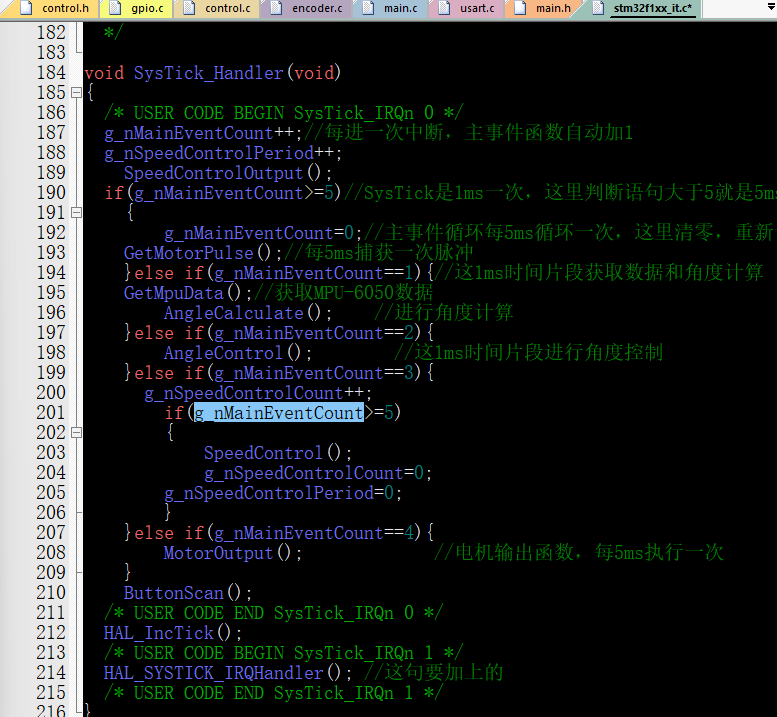 control.h gpio.c control.c encoder.c main.c usart.c main.h stm32f1xx_it.c*
182 */
183
184 void SysTick_Handler(void)
185 {
186 /* USER CODE BEGIN SysTick_IRQn 0 */
187 g_nMainEventCount++;//每进一次中断，主事件函数自动加1
188 g_nSpeedControlPeriod++;
189 SpeedControlOutput();
190 if(g_nMainEventCount>=5)//SysTick是1ms一次，这里判断语句大于5就是5ms
191 {
192 g_nMainEventCount=0;//主事件循环每5ms循环一次，这里清零，重新
193 GetMotorPulse();//每5ms捕获一次脉冲
194 }else if(g_nMainEventCount==1){//这1ms时间片段获取数据和角度计算
195 GetMpuData();//获取MPU-6050数据
196 AngleCalculate(); //进行角度计算
197 }else if(g_nMainEventCount==2){
198 AngleControl(); //这1ms时间片段进行角度控制
199 }else if(g_nMainEventCount==3){
200 g_nSpeedControlCount++;
201 if(g_nMainEventCount>=5)
202 {
203 SpeedControl();
204 g_nSpeedControlCount=0;
205 g_nSpeedControlPeriod=0;
206 }
207 }else if(g_nMainEventCount==4){
208 MotorOutput(); //电机输出函数，每5ms执行一次
209 }
210 ButtonScan();
211 /* USER CODE END SysTick_IRQn 0 */
212 HAL_IncTick();
213 /* USER CODE BEGIN SysTick_IRQn 1 */
214 HAL_SYSTICK_IRQHandler(); //这句要加上的
215 /* USER CODE END SysTick_IRQn 1 */
216 }